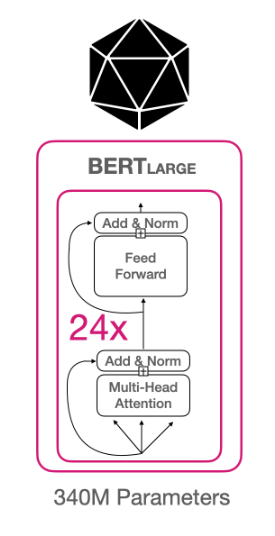 BERTLARGE
Add & Norm
Feed
Forward
24x
Add & Norm
Multi-Head
Attention
340M Parameters